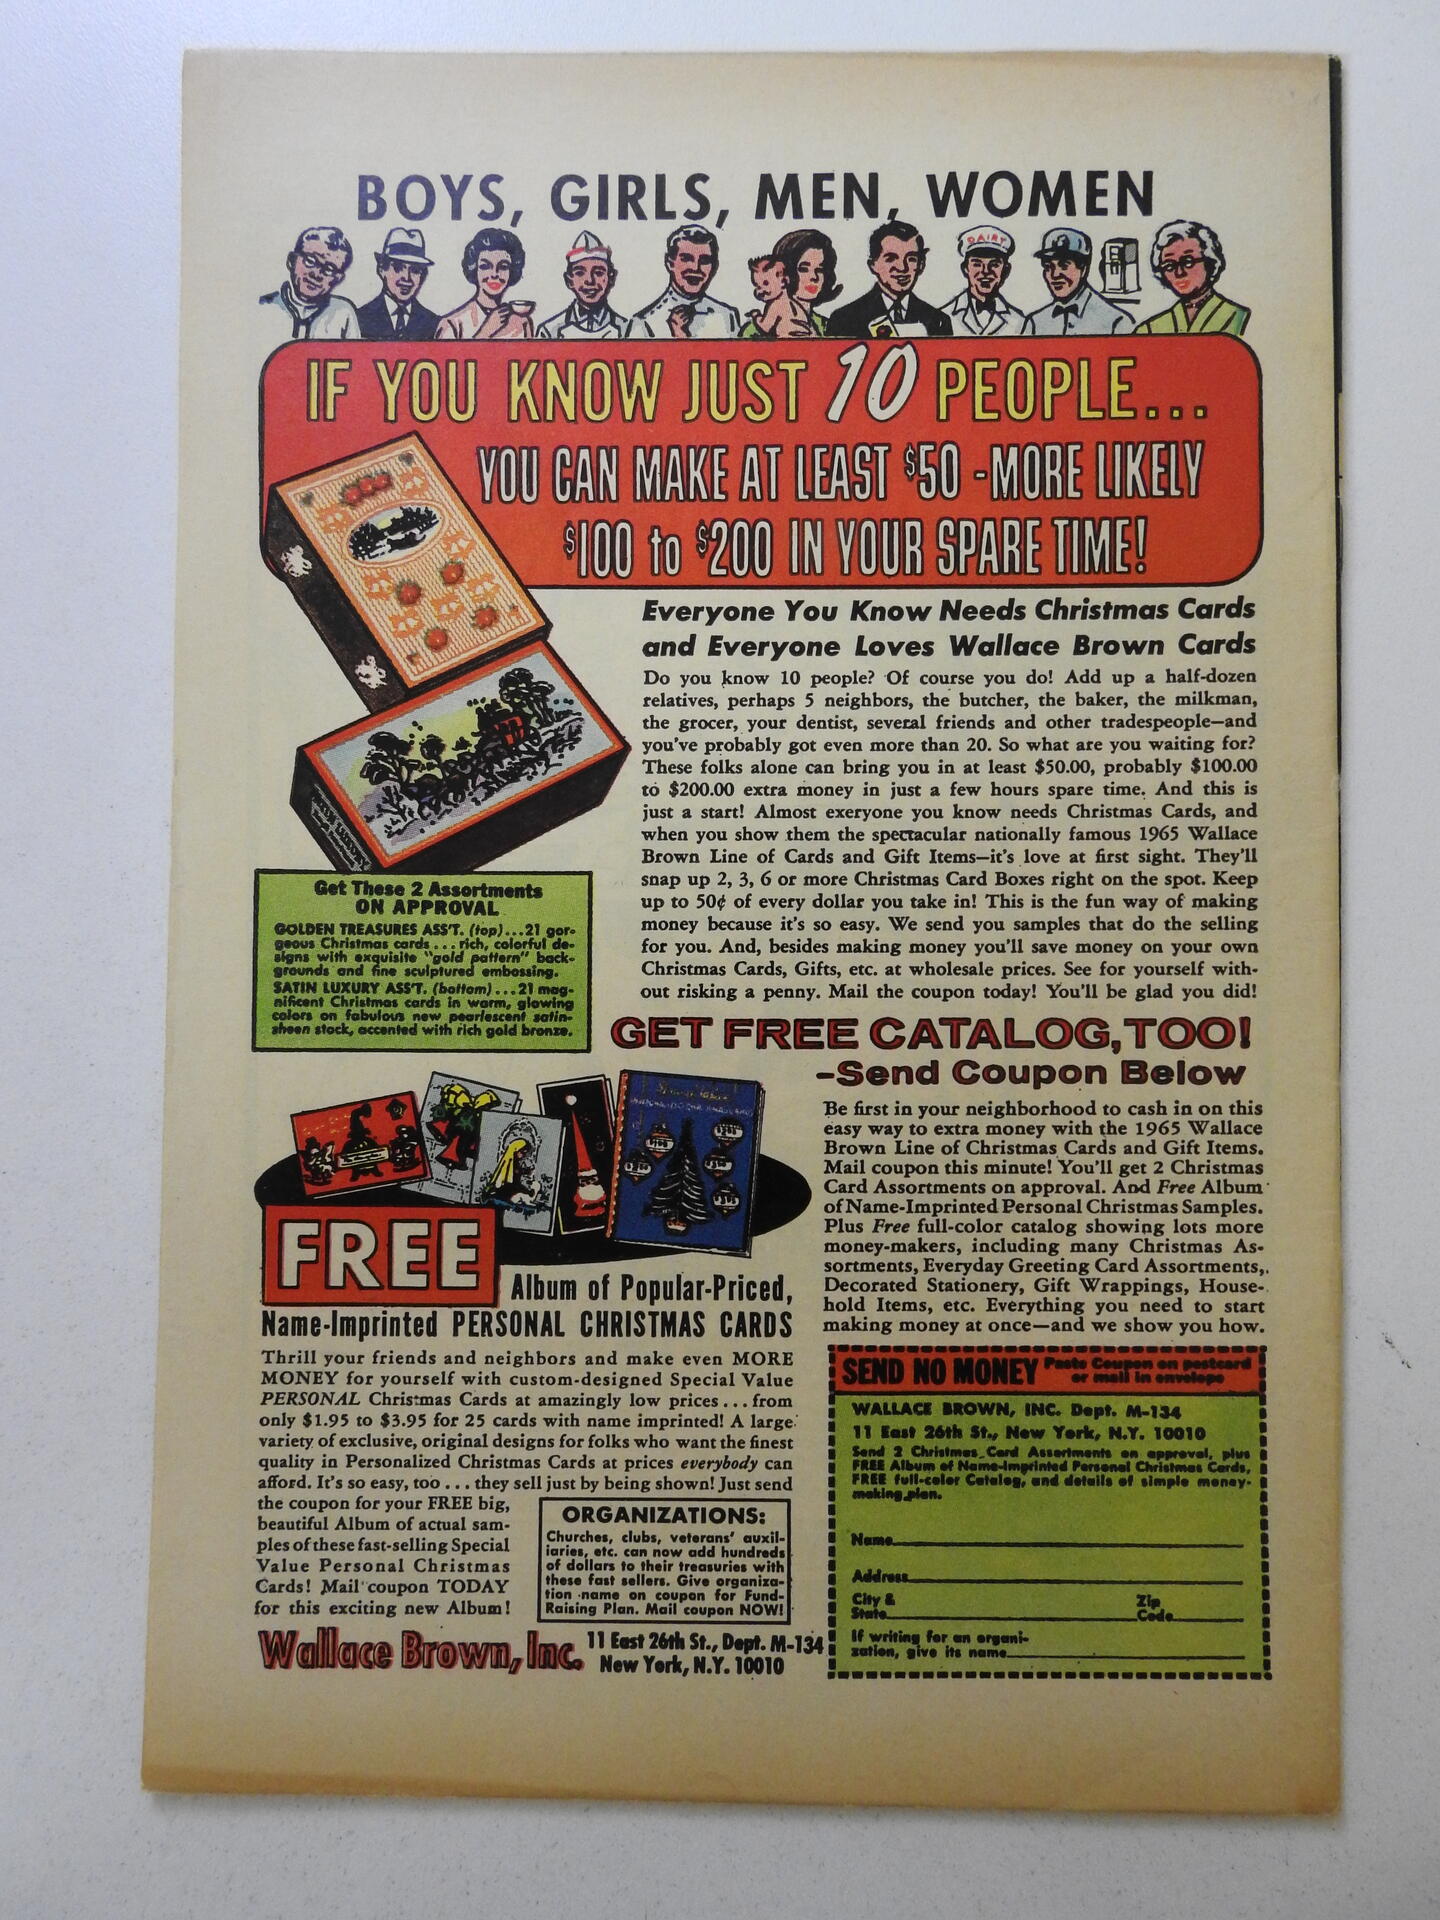 BOYS, GIRLS, MEN, WOMEN
DAIRY
IF YOU KNOW JUST 10 PEOPLE...
YOU CAN MAKE AT LEAST $50 -MORE LIKELY
$100 to $200 IN YOUR SPARE TIME!
Everyone You Know Needs Christmas Cards
and Everyone Loves Wallace Brown Cards
Do you know 10 people? Of course you do! Add up a half-dozen
relatives, perhaps 5 neighbors, the butcher, the baker, the milkman,
the grocer, your dentist, several friends and other tradespeople—and
you've probably got even more than 20. So what are you waiting for?
These folks alone can bring you in at least $50.00, probably $100.00
to $200.00 extra money in just a few hours spare time. And this is
just a start! Almost exeryone you know needs Christmas Cards, and
when you show them the spectacular nationally famous 1965 Wallace
Brown Line of Cards and Gift Items—it's love at first sight. They'll
snap up 2, 3, 6 or more Christmas Card Boxes right on the spot. Keep
up to 50¢ of every dollar you take in! This is the fun way of making
money because it's so easy. We send you samples that do the selling
for you. And, besides making money you'll save money on your own
Christmas Cards, Gifts, etc. at wholesale prices. See for yourself with-
out risking a penny. Mail the coupon today! You'll be glad you did!
Get These 2 Assortments
ON APPROVAL
GOLDEN TREASURES ASS'T. (top)...21 gor-
geous Christmas cards...rich, colorful de-
signs with exquisite "gold pattern" back-
grounds and fine sculptured embossing.
SATIN LUXURY ASS'T. (bottom)...21 mag-
nificent Christmas cards in warm, glowing
colors on fabulous new pearlescent satin-
sheen stock, accented with rich gold bronze.
GET FREE CATALOG, TOO!
-Send Coupon Below
Be first in your neighborhood to cash in on this
easy way to extra money with the 1965 Wallace
Brown Line of Christmas Cards and Gift Items.
Mail coupon this minute! You'll get 2 Christmas
Card Assortments on approval. And Free Album
of Name-Imprinted Personal Christmas Samples.
Plus Free full-color catalog showing lots more
money-makers, including many Christmas As-
sortments, Everyday Greeting Card Assortments,
Decorated Stationery, Gift Wrappings, House-
hold Items, etc. Everything you need to start
making money at once—and we show you how.
FREE
Album of Popular-Priced,
Name-Imprinted PERSONAL CHRISTMAS CARDS
Thrill your friends and neighbors and make even MORE
MONEY for yourself with custom-designed Special Value
PERSONAL Christmas Cards at amazingly low prices...from
only $1.95 to $3.95 for 25 cards with name imprinted! A large
variety of exclusive, original designs for folks who want the finest
quality in Personalized Christmas Cards at prices everybody can
afford. It's so easy, too...they sell just by being shown! Just send
the coupon for your FREE big,
beautiful Album of actual sam-
ples of these fast-selling Special
Value Personal Christmas
Cards! Mail coupon TODAY
for this exciting new Album!
ORGANIZATIONS:
Churches, clubs, veterans' auxil-
iaries, etc. can now add hundreds
of dollars to their treasuries with
these fast sellers. Give organiza-
tion name on coupon for Fund-
Raising Plan. Mail coupon NOW!
Wallace Brown, Inc.
11 East 26th St., Dept. M-134
New York, N.Y. 10010
SEND NO MONEY Paste Coupon on postcard
or mail in envelope
WALLACE BROWN, INC. Dept. M-134
11 East 26th St., New York, N.Y. 10010
Send 2 Christmas Card Assortments on approval, plus
FREE Album of Name-Imprinted Personal Christmas Cards,
FREE full-color Catalog, and details of simple money-
making plan.
Name
Address
City &
State
Zip
Code
If writing for an organi-
zation, give its name